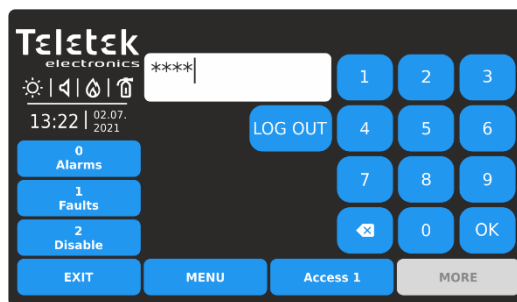 Teletek
electronics
****
13:22 02.07.
2021
0
Alarms
1
Faults
2
Disable
LOG OUT
1 2 3
4 5 6
7 8 9
0 OK
EXIT MENU Access 1 MORE